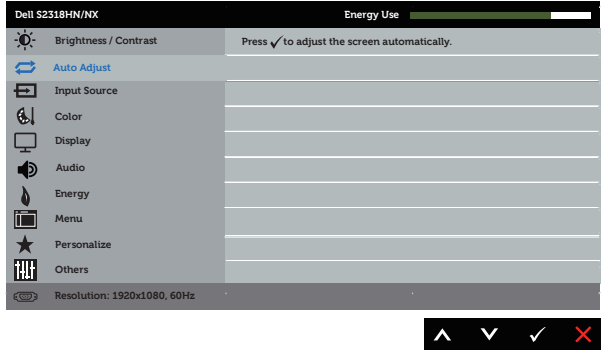 Dell S2318HN/NX Energy Use
Brightness / Contrast Press ✓ to adjust the screen automatically.
Auto Adjust
Input Source
Color
Display
Audio
Energy
Menu
Personalize
Others
Resolution: 1920x1080, 60Hz